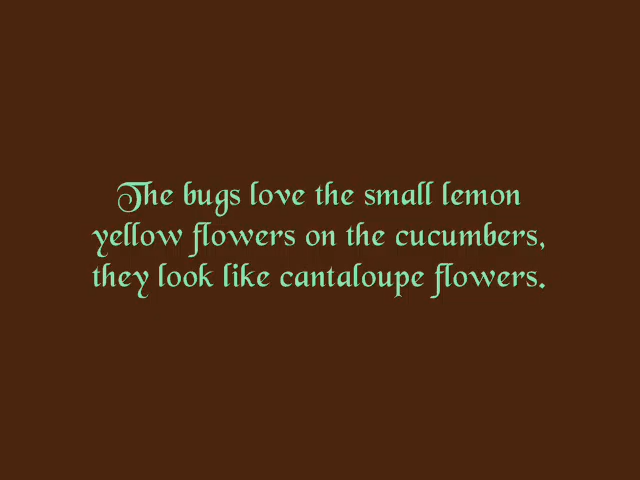 The bugs love the small lemon
yellow flowers on the cucumbers,
they look like cantaloupe flowers.